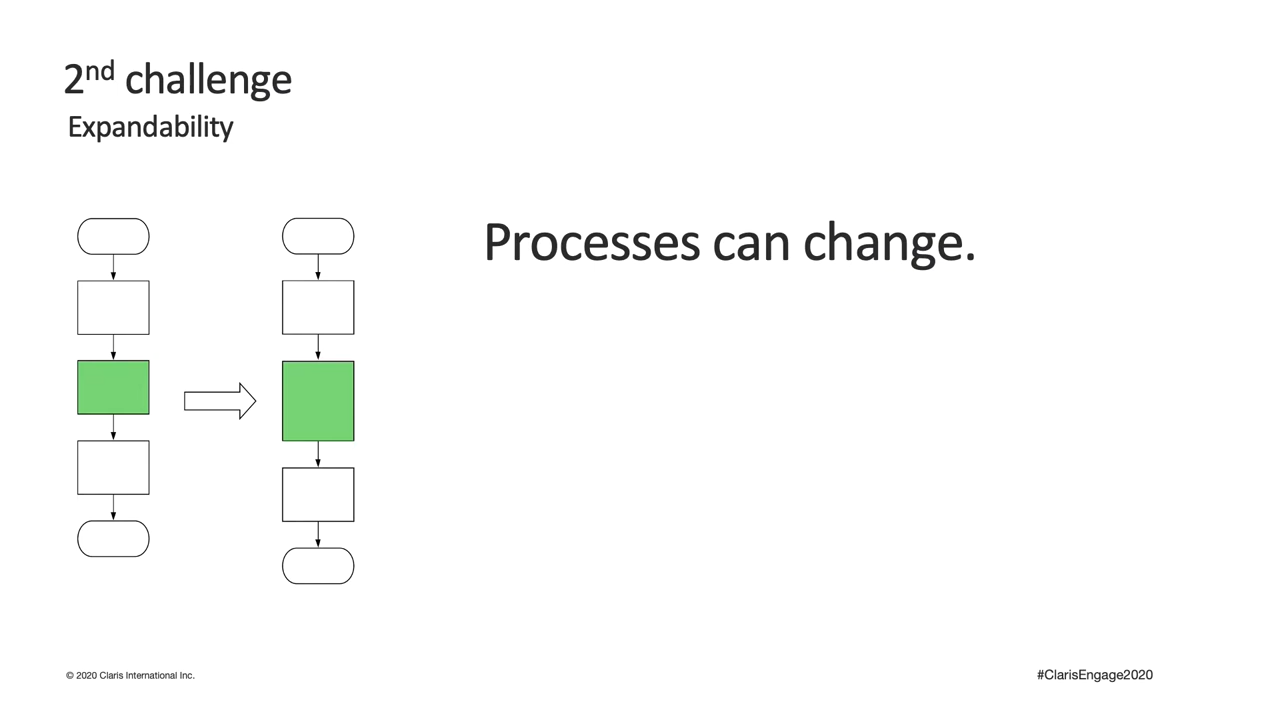 2nd challenge
Expandability
Processes can change.
© 2020 Claris International Inc.
#ClarisEngage2020